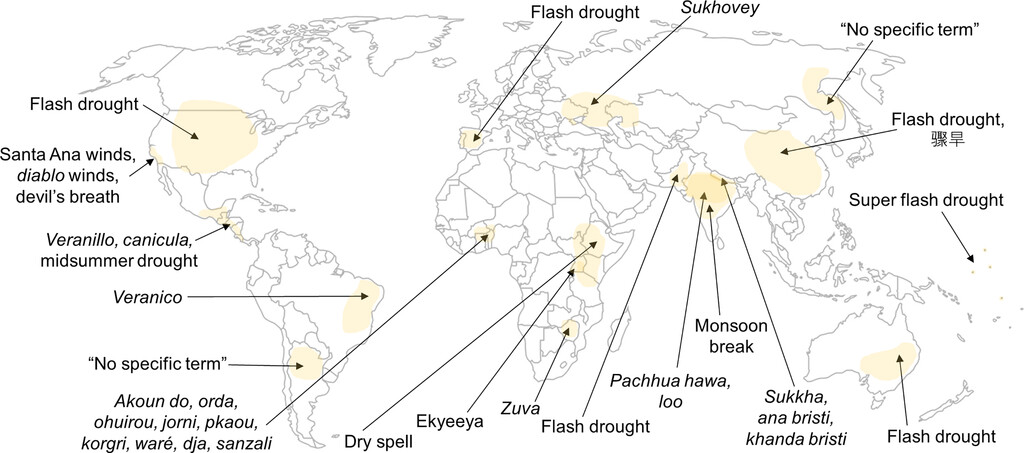 Flash drought
Sukhovey
“No specific term”
Flash drought
Flash drought,
骤旱
Santa Ana winds,
diablo winds,
devil’s breath
Super flash drought
Veranillo, canicula,
midsummer drought
Veranico
Monsoon
break
“No specific term”
Pachhua hawa,
loo
Sukkha,
ana bristi,
khanda bristi
Akoun do, orda,
ohuirou, jorni, pkaou,
korgri, waré, dja, sanzali
Dry spell
Ekyeeya
Zuva
Flash drought
Flash drought